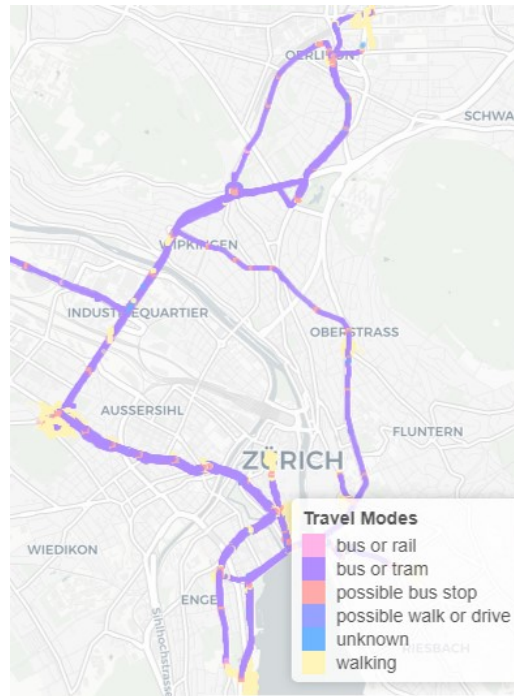 OERLIKON
SCHWA
WIPKINGEN
INDUSTRIEQUARTIER
OBERSTRASS
AUSSERSIHL
FLUNTERN
ZÜRICH
WIEDIKON
Travel Modes
bus or rail
bus or tram
possible bus stop
possible walk or drive
unknown
walking
ENGE
RIESBACH
Sihlhochstrasse